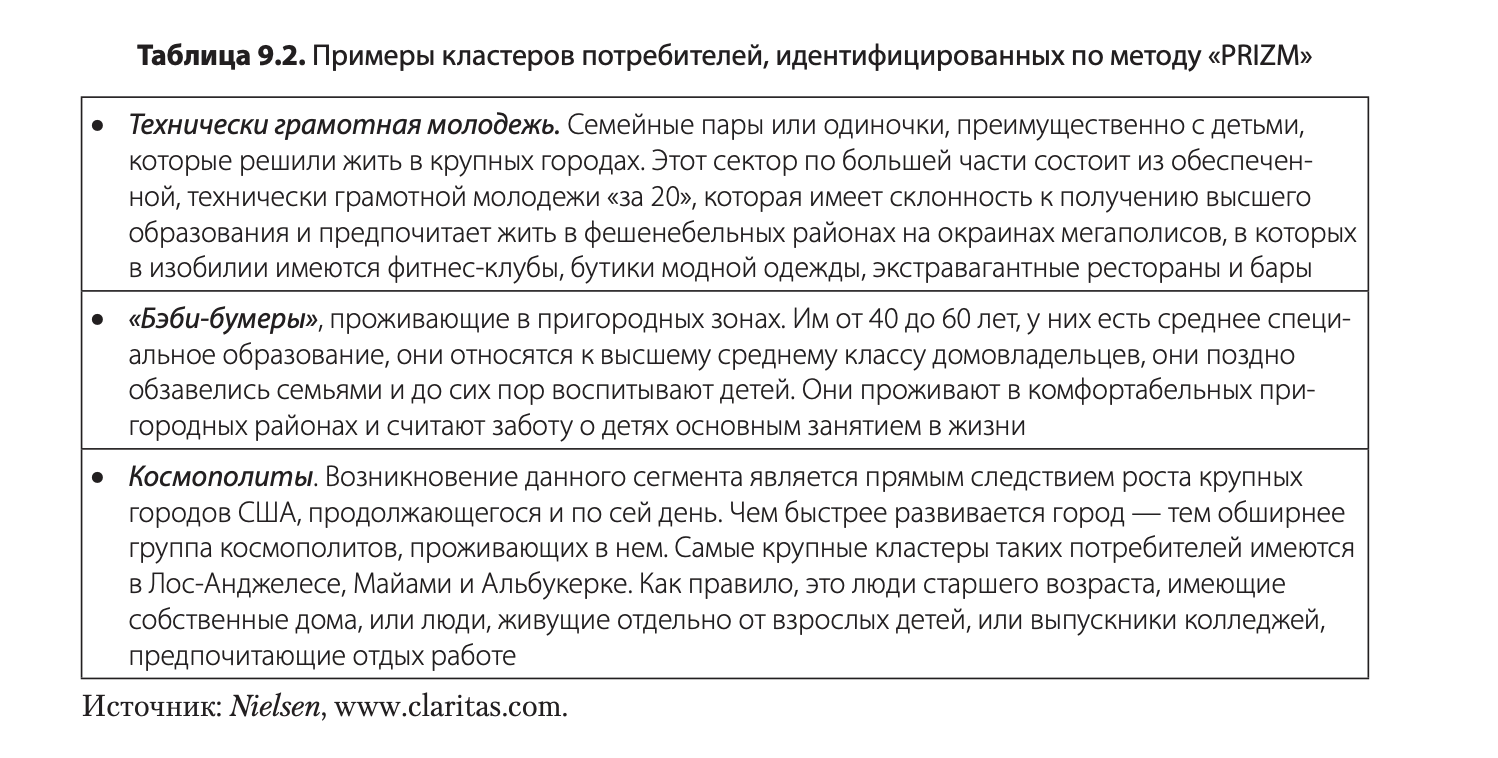 Таблица 9.2. Примеры кластеров потребителей, идентифицированных по методу «PRIZM»
• Технически грамотная молодежь. Семейные пары или одиночки, преимущественно с детьми,
которые решили жить в крупных городах. Этот сектор по большей части состоит из обеспечен-
ной, технически грамотной молодежи «за 20», которая имеет склонность к получению высшего
образования и предпочитает жить в фешенебельных районах на окраинах мегаполисов, в которых
в изобилии имеются фитнес-клубы, бутики модной одежды, экстравагантные рестораны и бары
• «Бэби-бумеры», проживающие в пригородных зонах. Им от 40 до 60 лет, у них есть среднее специ-
альное образование, они относятся к высшему среднему классу домовладельцев, они поздно
обзавелись семьями и до сих пор воспитывают детей. Они проживают в комфортабельных при-
городных районах и считают заботу о детях основным занятием в жизни
• Космополиты. Возникновение данного сегмента является прямым следствием роста крупных
городов США, продолжающегося и по сей день. Чем быстрее развивается город — тем обширнее
группа космополитов, проживающих в нем. Самые крупные кластеры таких потребителей имеются
в Лос-Анджелесе, Майами и Альбукерке. Как правило, это люди старшего возраста, имеющие
собственные дома, или люди, живущие отдельно от взрослых детей, или выпускники колледжей,
предпочитающие отдых работе
Источник: Nielsen, www.claritas.com.